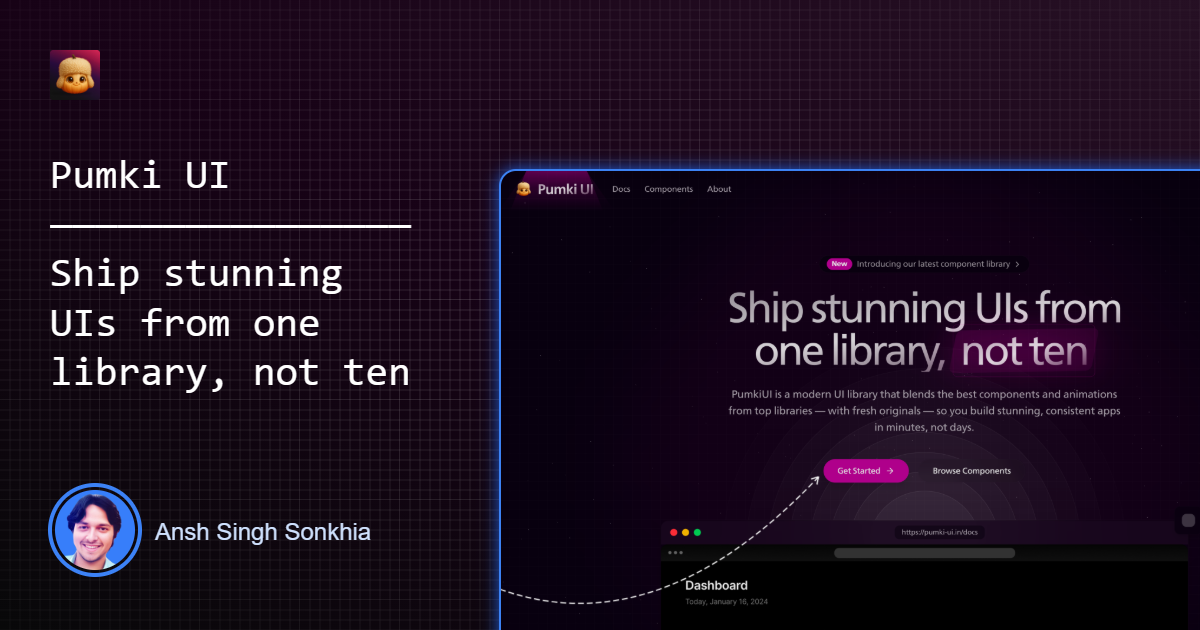 Pumki UI
Ship stunning
UIs from one
library, not ten
Ansh Singh Sonkhia
Pumki UI
Docs
Components
About
New
Introducing our latest component library
Ship stunning UIs from
one library, not ten
PumkiUI is a modern UI library that blends the best components and animations
from top libraries — with fresh originals — so you build stunning, consistent apps
in minutes, not days.
Get Started
Browse Components
https://pumki-ui.in/docs
Dashboard
Today, January 16, 2024